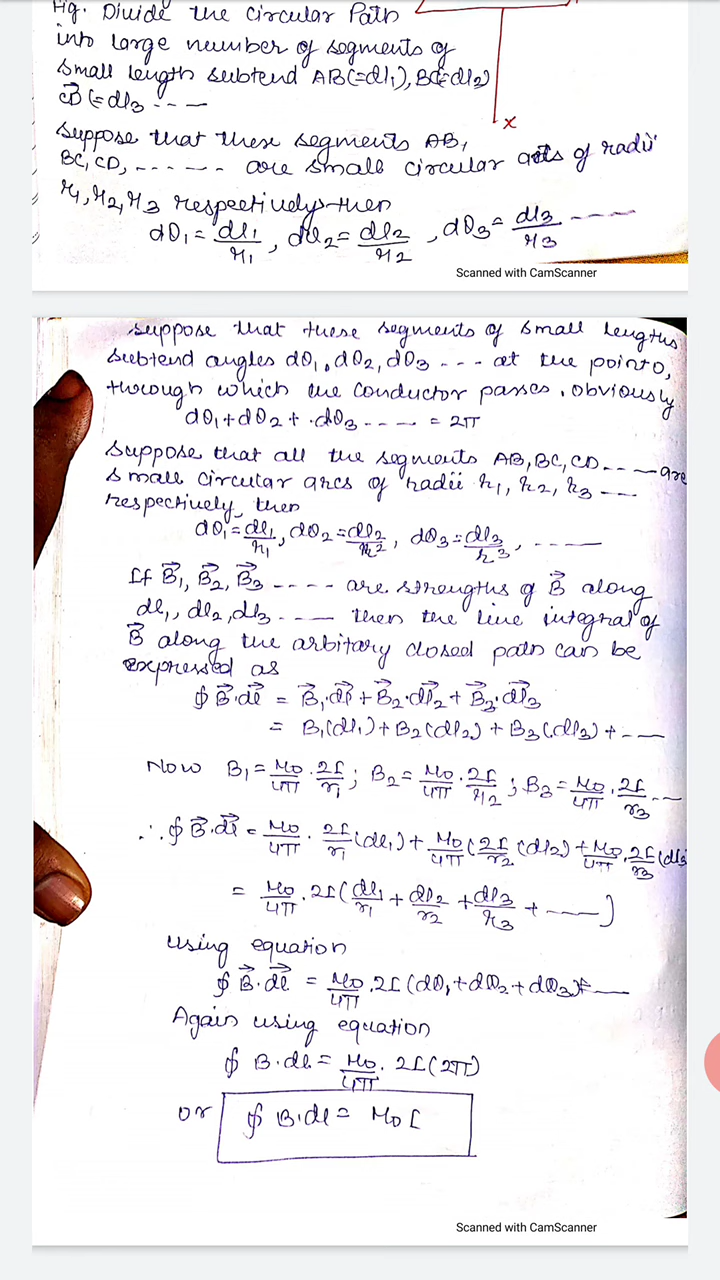 Fig. Divide the Circular Path
into large number of segments of
small length subtend AB(=dl₁), BC(=dl₂)
CD(=dl₃ ----
x
Suppose that these segments AB,
BC, CD, ------- are small circular arcs of radii
r₁, r₂, r₃ respectively then
dθ₁ = dl₁/r₁, dθ₂ = dl₂/r₂, dθ₃ = dl₃/r₃ ----
Scanned with CamScanner
Suppose that these segments of small lengths
subtend angles dθ₁, dθ₂, dθ₃ --- at the point o,
through which the conductor passes. obviously
dθ₁+dθ₂+ dθ₃ ---- = 2π
Suppose that all the segments AB, BC, CD ---- are
small circular arcs of radii r₁, r₂, r₃ ----
respectively, then
dθ₁ = dl₁/r₁, dθ₂ = dl₂/r₂, dθ₃ = dl₃/r₃, -----
If B⃗₁, B⃗₂, B⃗₃ ----- are strengths of B⃗ along
dl₁, dl₂, dl₃ ---- then the line integral of
B⃗ along the arbitary closed path can be
expressed as
∮ B⃗.dl⃗ = B⃗₁.dl⃗ + B⃗₂.dl⃗₂ + B⃗₃.dl⃗₃
= B₁(dl₁) + B₂(dl₂) + B₃(dl₃) + ---
Now B₁ = μ₀/4π . 2I/r₁ ; B₂ = μ₀/4π . 2I/r₂ ; B₃ = μ₀/4π . 2I/r₃ --
∴ ∮ B⃗.dl⃗ = μ₀/4π . 2I/r₁ (dl₁) + μ₀/4π ( 2I/r₂ (dl₂) + μ₀/4π . 2I/r₃ (dl₃
= μ₀/4π . 2I ( dl₁/r₁ + dl₂/r₂ + dl₃/r₃ + ---- )
using equation
∮ B⃗.dl⃗ = μ₀/4π . 2I (dθ₁ + dθ₂ + dθ₃)+ ---
Again using equation
∮ B.dl = μ₀/4π . 2I (2π)
or ∮ B.dl = μ₀ I
Scanned with CamScanner